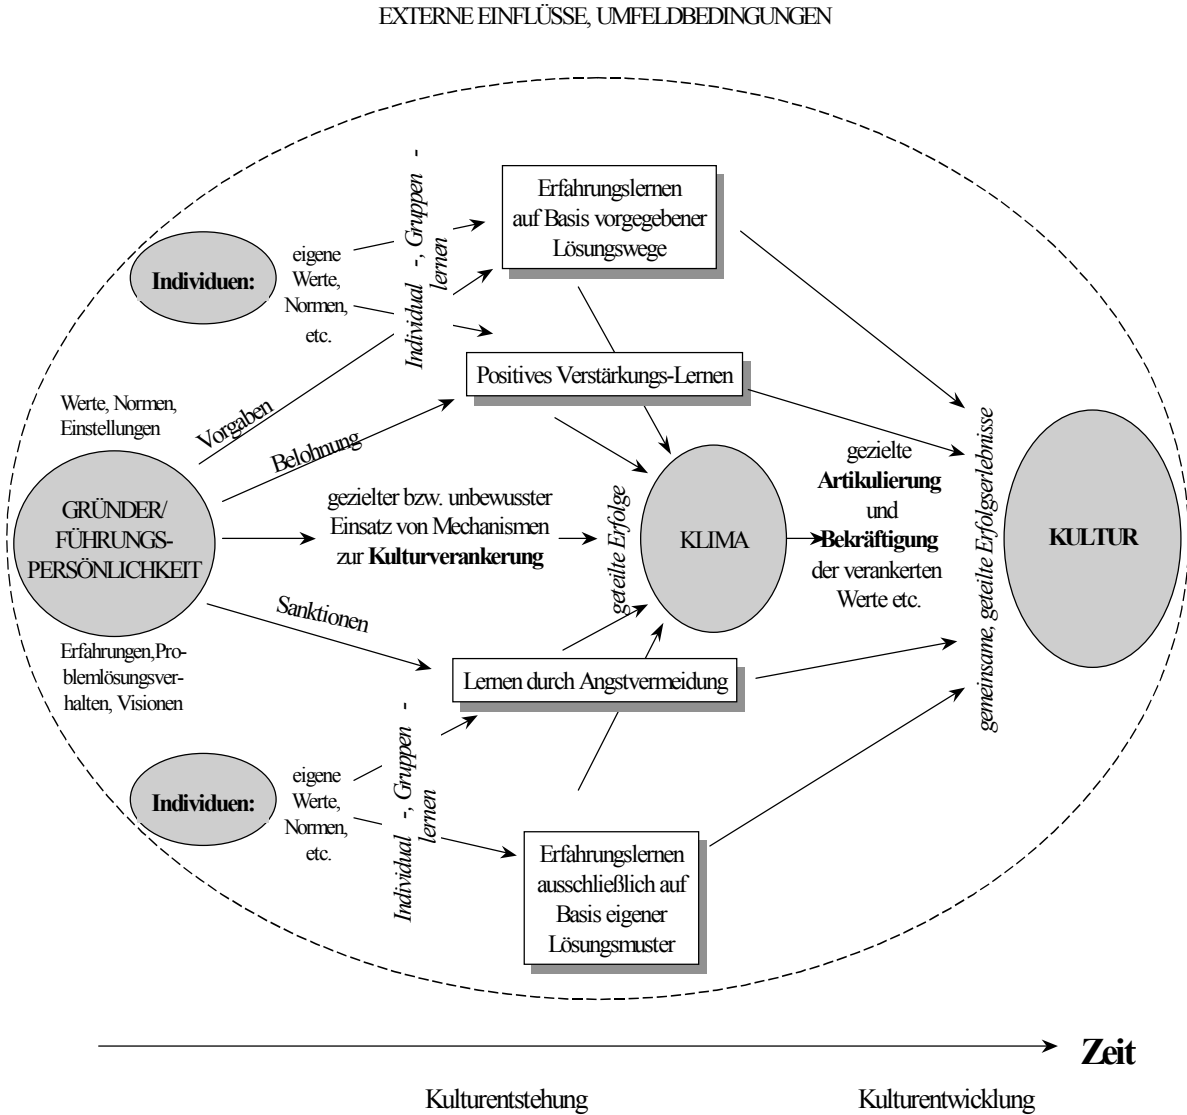 EXTERNE EINFLÜSSE, UMFELDBEDINGUNGEN
Individuen:
eigene
Werte,
Normen,
etc.
Individual -, Gruppen -
lernen
Erfahrungslernen
auf Basis vorgegebener
Lösungswege
Positives Verstärkungs-Lernen
Werte, Normen,
Einstellungen
GRÜNDER/
FÜHRUNGS-
PERSÖNLICHKEIT
Erfahrungen,Pro-
blemlösungsver-
halten, Visionen
Vorgaben
Belohnung
gezielter bzw. unbewusster
Einsatz von Mechanismen
zur Kulturverankerung
Sanktionen
geteilte Erfolge
KLIMA
gezielte
Artikulierung
und
Bekräftigung
der verankerten
Werte etc.
gemeinsame, geteilte Erfolgserlebnisse
KULTUR
Lernen durch Angstvermeidung
Individuen:
eigene
Werte,
Normen,
etc.
Individual -, Gruppen -
lernen
Erfahrungslernen
ausschließlich auf
Basis eigener
Lösungsmuster
Zeit
Kulturentstehung
Kulturentwicklung